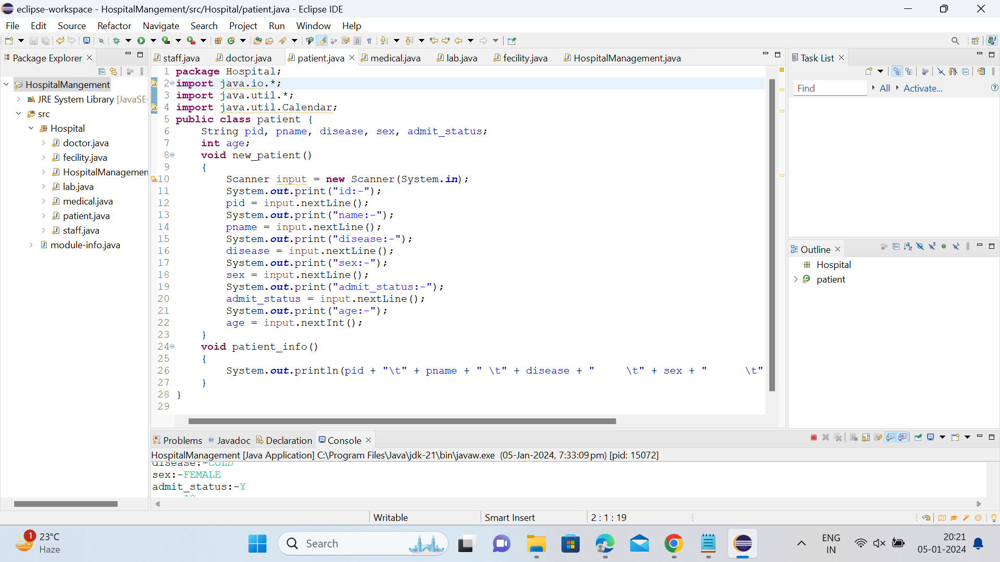 eclipse-workspace - HospitalMangement/src/Hospital/patient.java - Eclipse IDE
File Edit Source Refactor Navigate Search Project Run Window Help
Package Explorer
HospitalMangement
JRE System Library [JavaSE-
src
Hospital
doctor.java
fecility.java
HospitalManagemen
lab.java
medical.java
patient.java
staff.java
module-info.java
staff.java doctor.java patient.java medical.java lab.java fecility.java HospitalManagement.java
1 package Hospital;
2 import java.io.*;
3 import java.util.*;
4 import java.util.Calendar;
5 public class patient {
6 String pid, pname, disease, sex, admit_status;
7 int age;
8 void new_patient()
9 {
10 Scanner input = new Scanner(System.in);
11 System.out.print("id:-");
12 pid = input.nextLine();
13 System.out.print("name:-");
14 pname = input.nextLine();
15 System.out.print("disease:-");
16 disease = input.nextLine();
17 System.out.print("sex:-");
18 sex = input.nextLine();
19 System.out.print("admit_status:-");
20 admit_status = input.nextLine();
21 System.out.print("age:-");
22 age = input.nextInt();
23 }
24 void patient_info()
25 {
26 System.out.println(pid + "\t" + pname + " \t" + disease + "     \t" + sex + "      \t"
27 }
28 }
29
Task List
Find All Activate...
Outline
Hospital
patient
Problems Javadoc Declaration Console
HospitalManagement [Java Application] C:\Program Files\Java\jdk-21\bin\javaw.exe (05-Jan-2024, 7:33:09 pm) [pid: 15072]
disease:-COLD
sex:-FEMALE
admit_status:-Y
Writable Smart Insert 2 : 1 : 19
1
23°C
Haze
Search
ENG
IN
20:21
05-01-2024